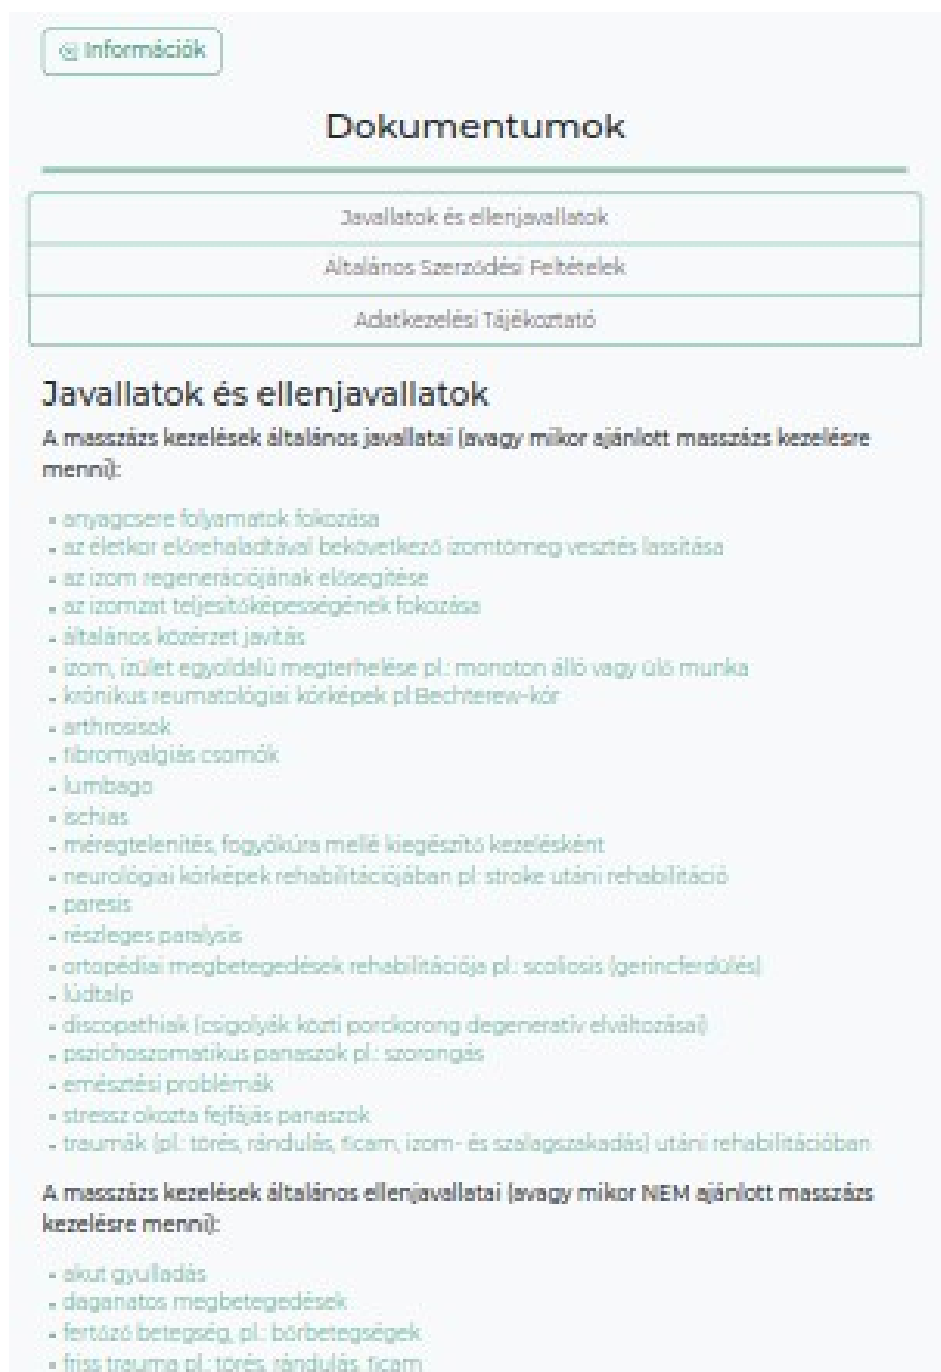 Információk
Dokumentumok
Javallatok és ellenjavallatok
Általános Szerződési Feltételek
Adatkezelési Tájékoztató
Javallatok és ellenjavallatok
A masszázs kezelések általános javallatai (avagy mikor ajánlott masszázs kezelésre
menni):
- anyagcsere folyamatok fokozása
- az életkor előrehaladtával bekövetkező izomtömeg vesztés lassítása
- az izom regenerációjának elősegítése
- az izomzat teljesítőképességének fokozása
- általános közérzet javítás
- izom, ízület egyoldalú megterhelése pl.: monoton álló vagy ülő munka
- krónikus reumatológiai kórképek pl:Bechterew-kór
- arthrosisok
- fibromyalgiás csomók
- lumbago
- ischias
- méregtelenítés, fogyókúra mellé kiegészítő kezelésként
- neurológiai kórképek rehabilitációjában pl: stroke utáni rehabilitáció
- paresis
- részleges paralysis
- ortopédiai megbetegedések rehabilitációja pl.: scoliosis (gerincferdülés)
- lúdtalp
- discopathiak (csigolyák közti porckorong degeneratív elváltozásai)
- pszichoszomatikus panaszok pl.: szorongás
- emésztési problémák
- stressz okozta fejfájás panaszok
- traumák (pl.: törés, rándulás, ficam, izom- és szalagszakadás) utáni rehabilitációban
A masszázs kezelések általános ellenjavallatai (avagy mikor NEM ajánlott masszázs
kezelésre menni):
- akut gyulladás
- daganatos megbetegedések
- fertőző betegség, pl.: bőrbetegségek
- friss trauma pl.: törés, rándulás, ficam